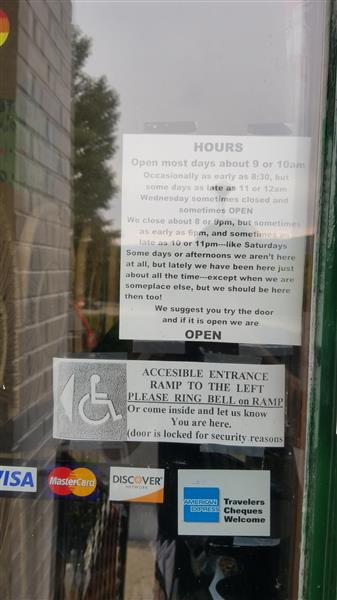 HOURS
Open most days about 9 or 10am
Occasionally as early as 8:30, but
some days as late as 11 or 12am
Wednesday sometimes closed and
sometimes OPEN
We close about 8 or 9pm, but sometimes
as early as 6pm, and sometimes as
late as 10 or 11pm---like Saturdays
Some days or afternoons we aren't here
at all, but lately we have been here just
about all the time---except when we are
someplace else, but we should be here
then too!
We suggest you try the door
and if it is open we are
OPEN
ACCESIBLE ENTRANCE
RAMP TO THE LEFT
PLEASE RING BELL on RAMP
Or come inside and let us know
You are here.
(door is locked for security reasons
VISA
MasterCard
DISCOVER
NETWORK
AMERICAN
EXPRESS
Travelers
Cheques
Welcome